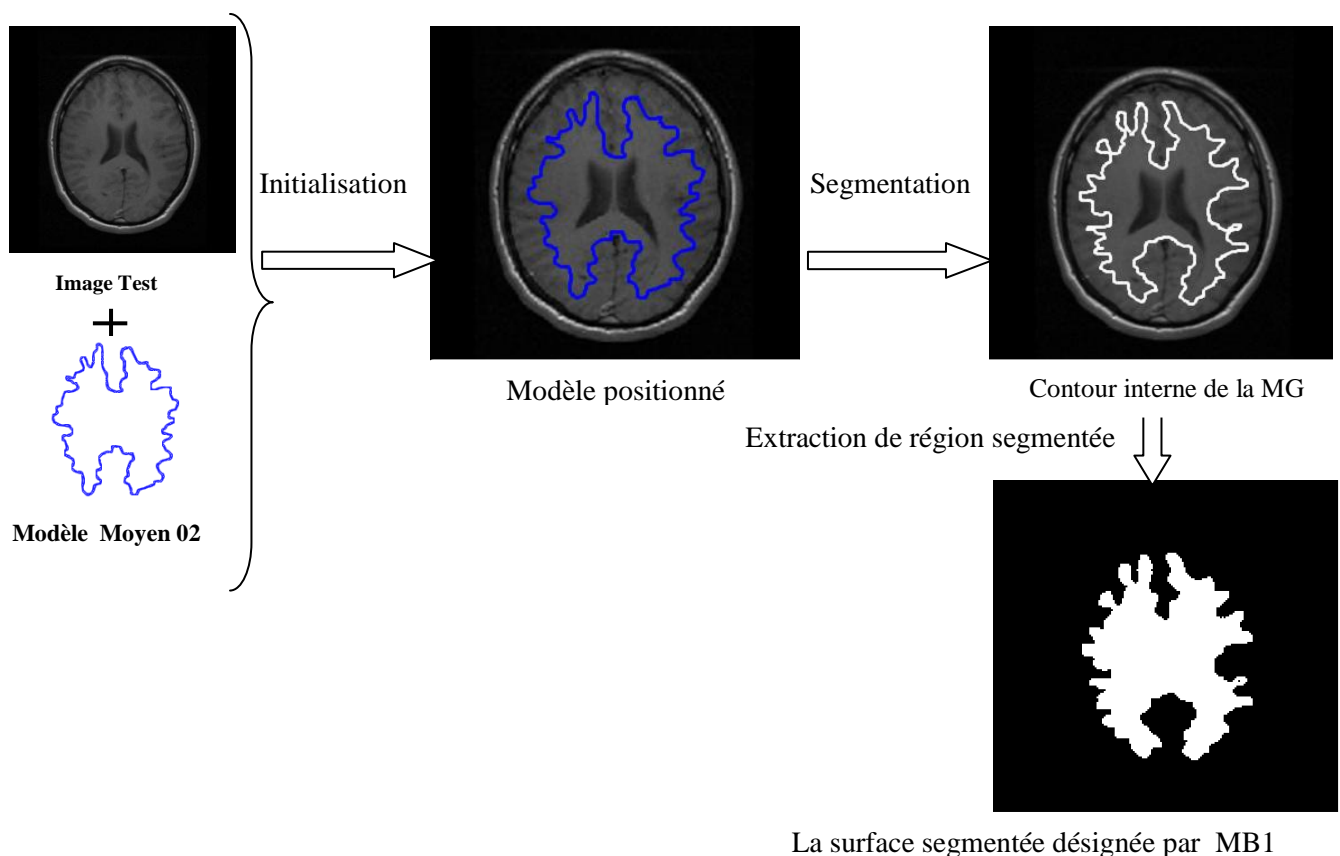 Image Test
+
Modèle Moyen 02
Initialisation
Modèle positionné
Segmentation
Contour interne de la MG
Extraction de région segmentée
La surface segmentée désignée par MB1